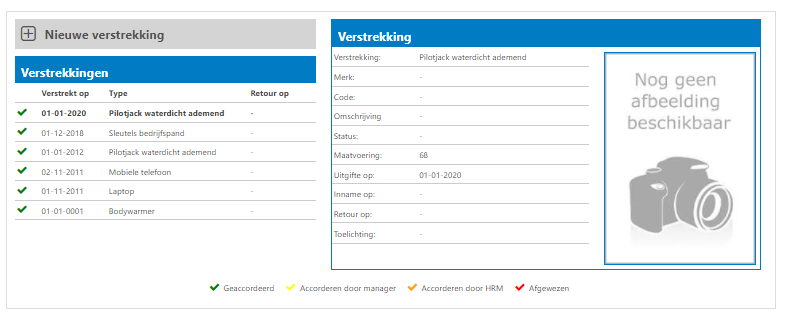 Nieuwe verstrekking
Verstrekkingen
Verstrekt op Type Retour op
01-01-2020 Pilotjack waterdicht ademend -
01-12-2018 Sleutels bedrijfspand -
01-01-2012 Pilotjack waterdicht ademend -
02-11-2011 Mobiele telefoon -
01-11-2011 Laptop -
01-01-0001 Bodywarmer -
Verstrekking
Verstrekking: Pilotjack waterdicht ademend
Merk: -
Code: -
Omschrijving -
Status: -
Maatvoering: 68
Uitgifte op: 01-01-2020
Inname op: -
Retour op: -
Toelichting: -
Nog geen
afbeelding
beschikbaar
Geaccordeerd Accorderen door manager Accorderen door HRM Afgewezen